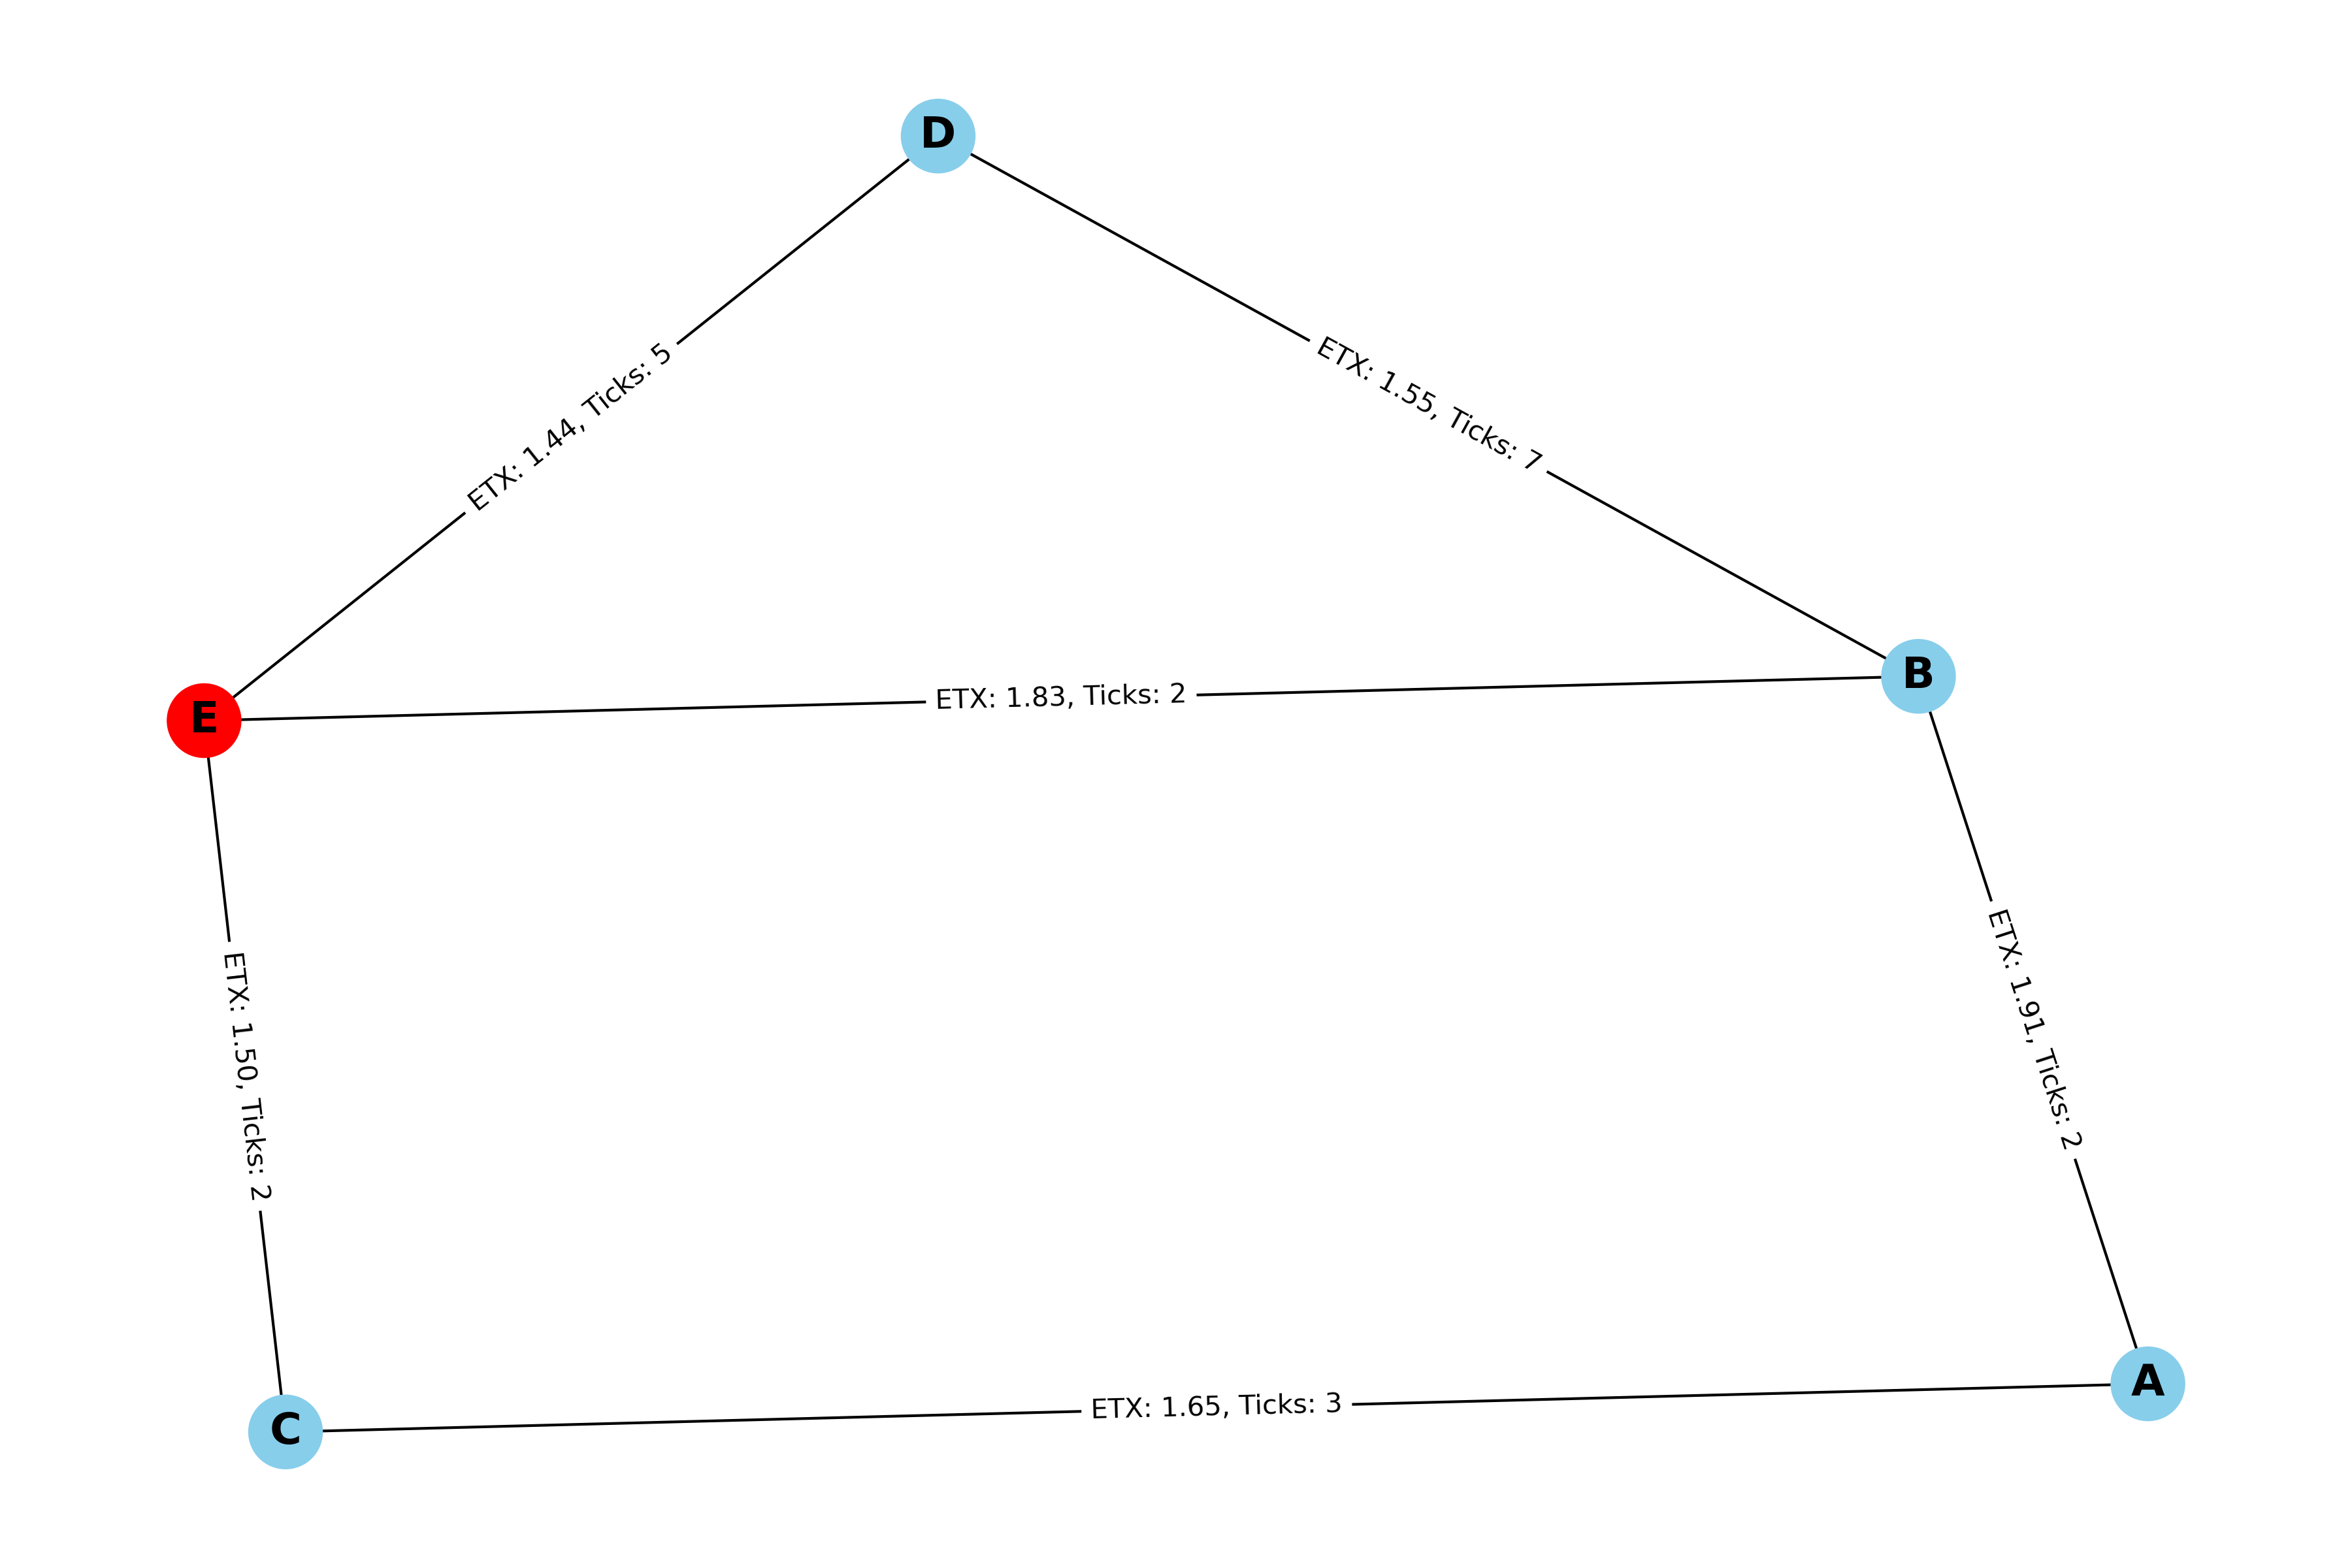 D
ETX: 1.44, Ticks: 5
ETX: 1.55, Ticks: 7
B
ETX: 1.83, Ticks: 2
E
ETX: 1.50, Ticks: 2
ETX: 1.91, Ticks: 2
A
ETX: 1.65, Ticks: 3
C